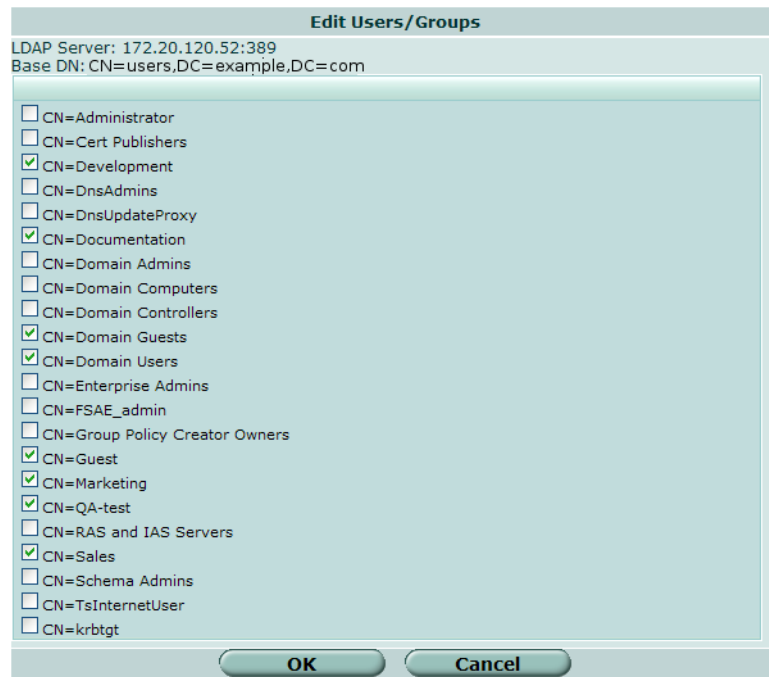 Edit Users/Groups
LDAP Server: 172.20.120.52:389
Base DN: CN=users,DC=example,DC=com
CN=Administrator
CN=Cert Publishers
CN=Development
CN=DnsAdmins
CN=DnsUpdateProxy
CN=Documentation
CN=Domain Admins
CN=Domain Computers
CN=Domain Controllers
CN=Domain Guests
CN=Domain Users
CN=Enterprise Admins
CN=FSAE_admin
CN=Group Policy Creator Owners
CN=Guest
CN=Marketing
CN=QA-test
CN=RAS and IAS Servers
CN=Sales
CN=Schema Admins
CN=TsInternetUser
CN=krbtgt
OK Cancel